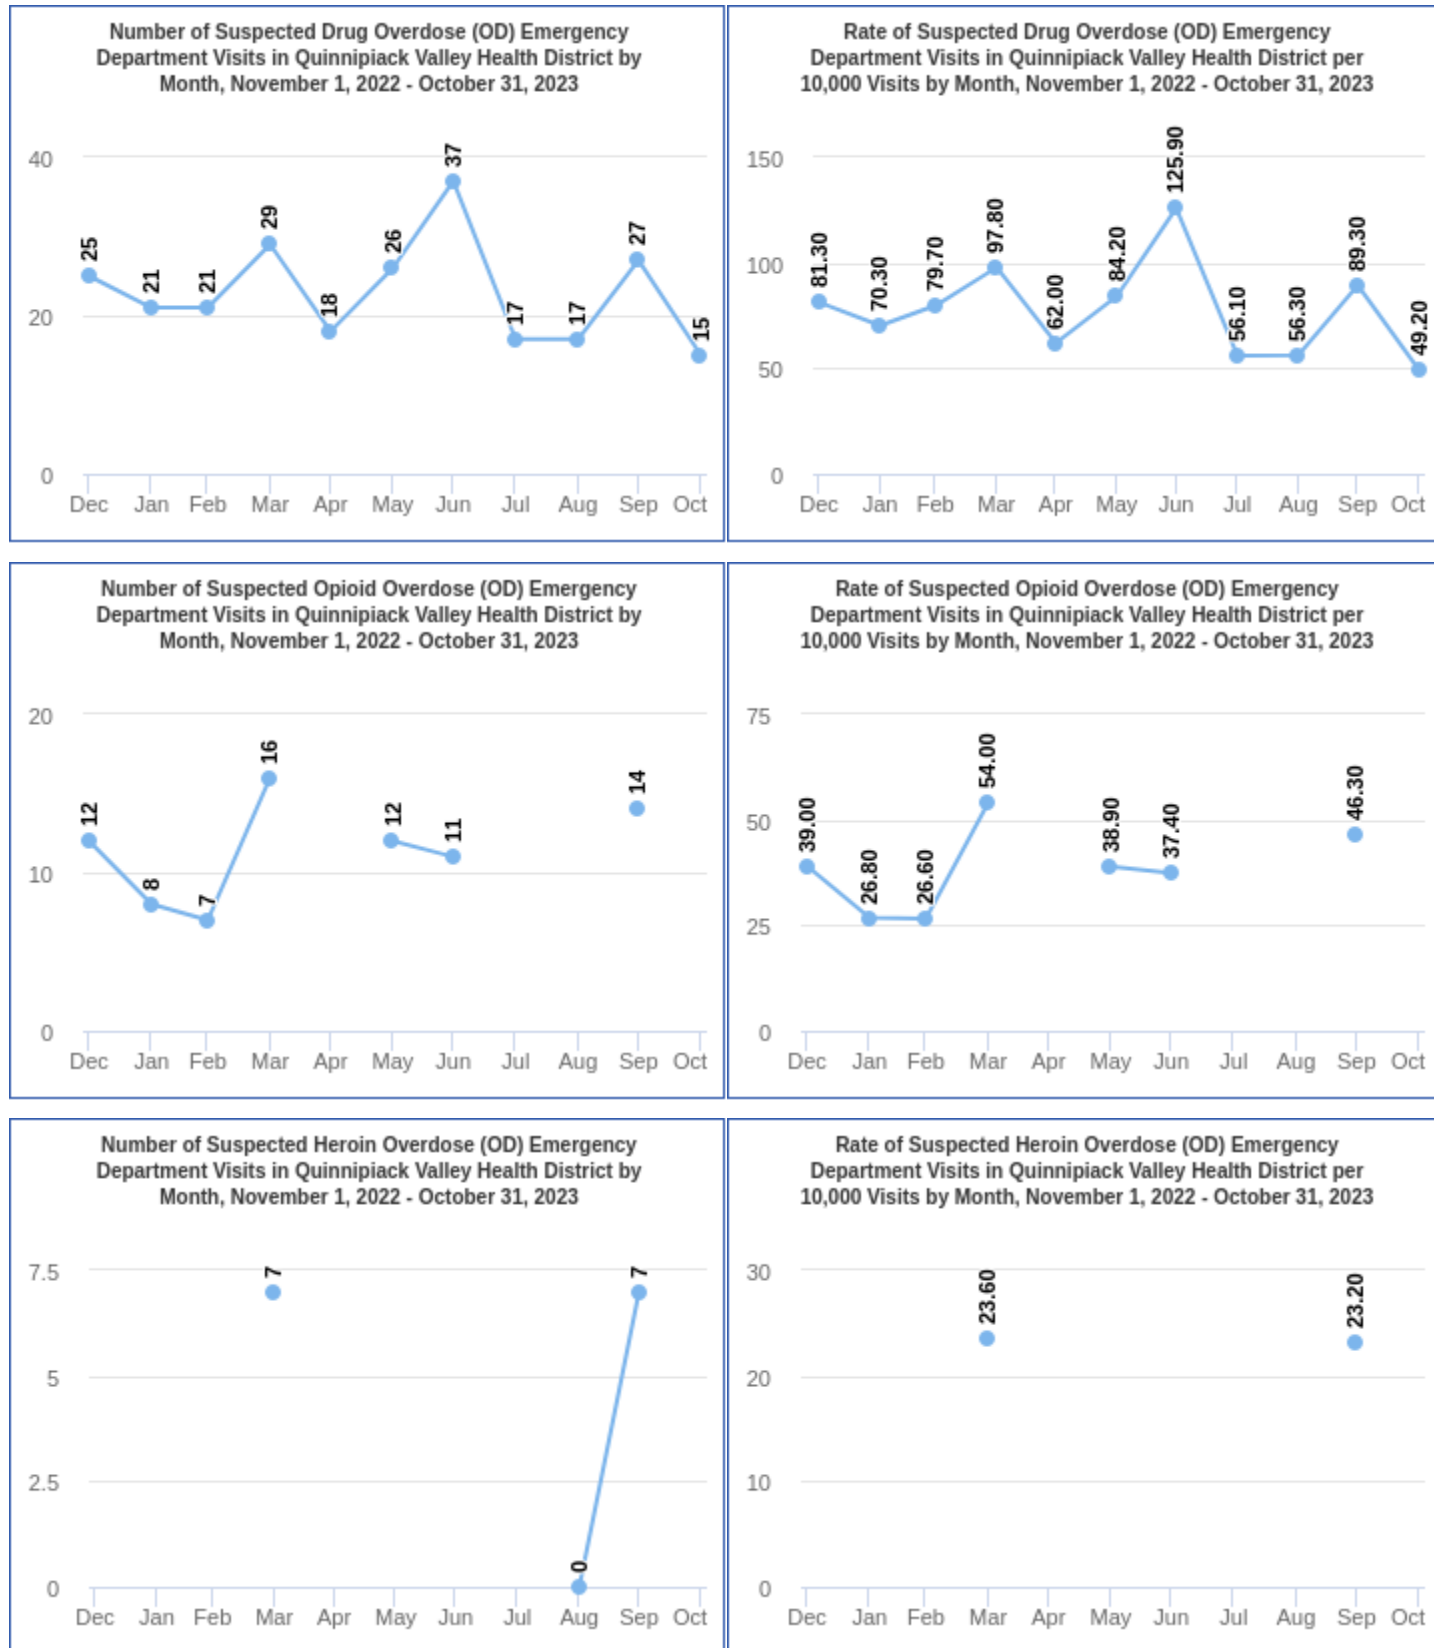 Number of Suspected Drug Overdose (OD) Emergency
Department Visits in Quinnipiack Valley Health District by
Month, November 1, 2022 - October 31, 2023
40
20
0
25
21
21
29
18
26
37
17
17
27
15
Dec Jan Feb Mar Apr May Jun Jul Aug Sep Oct
Rate of Suspected Drug Overdose (OD) Emergency
Department Visits in Quinnipiack Valley Health District per
10,000 Visits by Month, November 1, 2022 - October 31, 2023
150
100
50
0
81.30
70.30
79.70
97.80
62.00
84.20
125.90
56.10
56.30
89.30
49.20
Dec Jan Feb Mar Apr May Jun Jul Aug Sep Oct
Number of Suspected Opioid Overdose (OD) Emergency
Department Visits in Quinnipiack Valley Health District by
Month, November 1, 2022 - October 31, 2023
20
10
0
12
8
7
16
12
11
14
Dec Jan Feb Mar Apr May Jun Jul Aug Sep Oct
Rate of Suspected Opioid Overdose (OD) Emergency
Department Visits in Quinnipiack Valley Health District per
10,000 Visits by Month, November 1, 2022 - October 31, 2023
75
50
25
0
39.00
26.80
26.60
54.00
38.90
37.40
46.30
Dec Jan Feb Mar Apr May Jun Jul Aug Sep Oct
Number of Suspected Heroin Overdose (OD) Emergency
Department Visits in Quinnipiack Valley Health District by
Month, November 1, 2022 - October 31, 2023
7.5
5
2.5
0
7
0
7
Dec Jan Feb Mar Apr May Jun Jul Aug Sep Oct
Rate of Suspected Heroin Overdose (OD) Emergency
Department Visits in Quinnipiack Valley Health District per
10,000 Visits by Month, November 1, 2022 - October 31, 2023
30
20
10
0
23.60
23.20
Dec Jan Feb Mar Apr May Jun Jul Aug Sep Oct